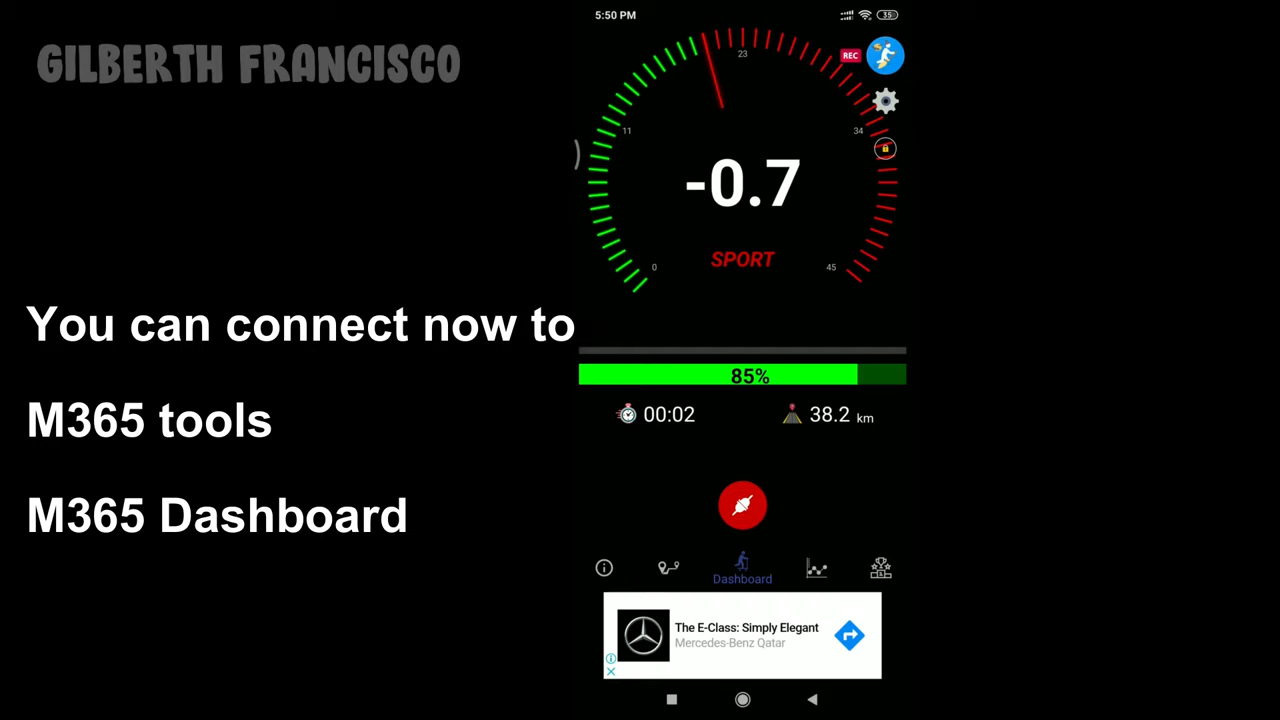 5:50 PM
35
GILBERTH FRANCISCO
REC
23
11
34
-0.7
SPORT
0
45
You can connect now to
85%
M365 tools
00:02
38.2 km
M365 Dashboard
Dashboard
The E-Class: Simply Elegant
Mercedes-Benz Qatar